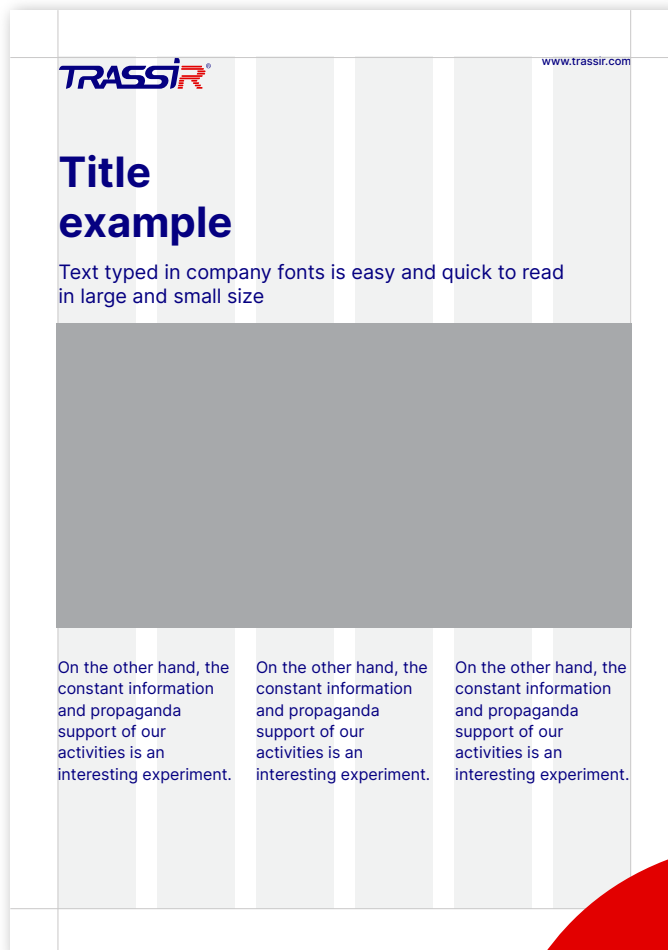 TRASSIR®
www.trassir.com
Title
example
Text typed in company fonts is easy and quick to read
in large and small size
On the other hand, the
constant information
and propaganda
support of our
activities is an
interesting experiment.
On the other hand, the
constant information
and propaganda
support of our
activities is an
interesting experiment.
On the other hand, the
constant information
and propaganda
support of our
activities is an
interesting experiment.